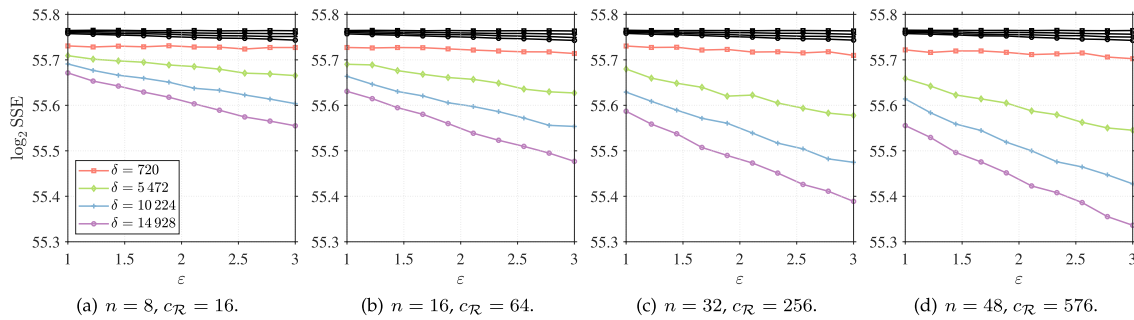 55.8 55.7 55.6 55.5 55.4 55.3
log₂ SSE
δ = 720
δ = 5 472
δ = 10 224
δ = 14 928
1 1.5 2 2.5 3
ε
(a) n = 8, c_ℛ = 16.
55.8 55.7 55.6 55.5 55.4 55.3
1 1.5 2 2.5 3
ε
(b) n = 16, c_ℛ = 64.
55.8 55.7 55.6 55.5 55.4 55.3
1 1.5 2 2.5 3
ε
(c) n = 32, c_ℛ = 256.
55.8 55.7 55.6 55.5 55.4 55.3
1 1.5 2 2.5 3
ε
(d) n = 48, c_ℛ = 576.